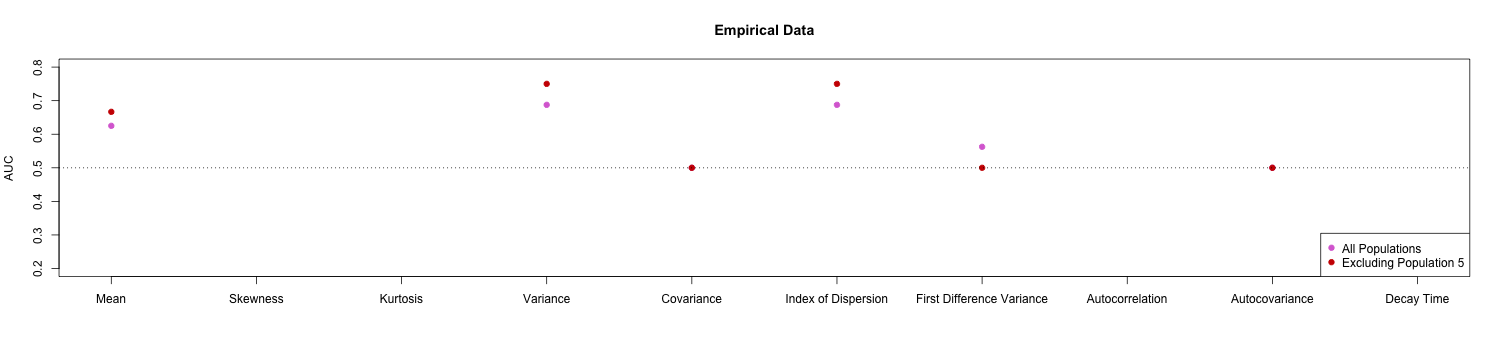 Empirical Data
AUC
0.8
0.7
0.6
0.5
0.4
0.3
0.2
All Populations
Excluding Population 5
Mean Skewness Kurtosis Variance Covariance Index of Dispersion First Difference Variance Autocorrelation Autocovariance Decay Time